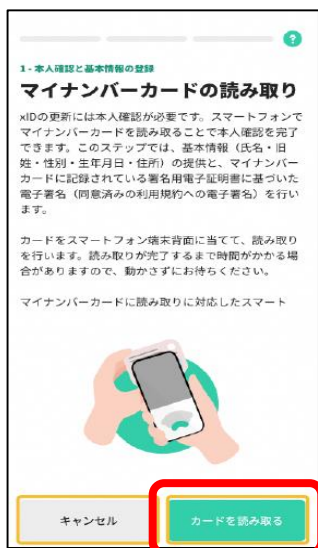 ?
1 - 本人確認と基本情報の登録
マイナンバーカードの読み取り
xIDの更新には本人確認が必要です。スマートフォンで
マイナンバーカードを読み取ることで本人確認を完了
できます。このステップでは、基本情報（氏名・旧
姓・性別・生年月日・住所）の提供と、マイナンバー
カードに記録されている署名用電子証明書に基づいた
電子署名（同意済みの利用規約への電子署名）を行い
ます。
カードをスマートフォン端末背面に当てて、読み取り
を行います。読み取りが完了するまで時間がかかる場
合がありますので、動かさずにお待ちください。
マイナンバーカードに読み取りに対応したスマート
キャンセル
カードを読み取る